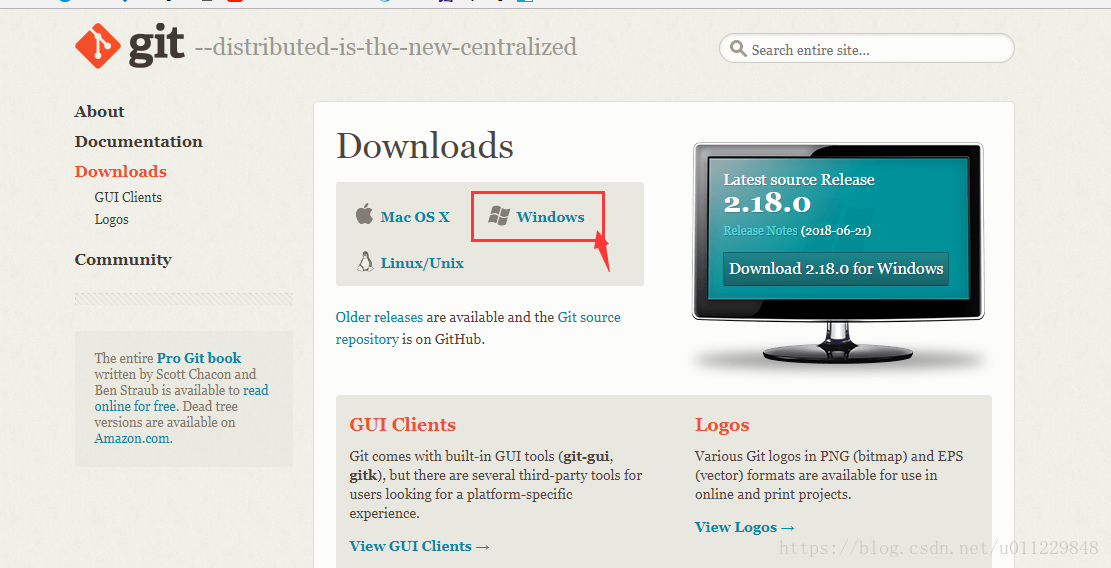 git --distributed-is-the-new-centralized
Search entire site...
About
Documentation
Downloads
GUI Clients
Logos
Community
The entire Pro Git book
written by Scott Chacon and
Ben Straub is available to read
online for free. Dead tree
versions are available on
Amazon.com.
Downloads
Mac OS X
Windows
Linux/Unix
Older releases are available and the Git source
repository is on GitHub.
Latest source Release
2.18.0
Release Notes (2018-06-21)
Download 2.18.0 for Windows
GUI Clients
Git comes with built-in GUI tools (git-gui,
gitk), but there are several third-party tools for
users looking for a platform-specific
experience.
View GUI Clients →
Logos
Various Git logos in PNG (bitmap) and EPS
(vector) formats are available for use in
online and print projects.
View Logos →
https://blog.csdn.net/u011229848